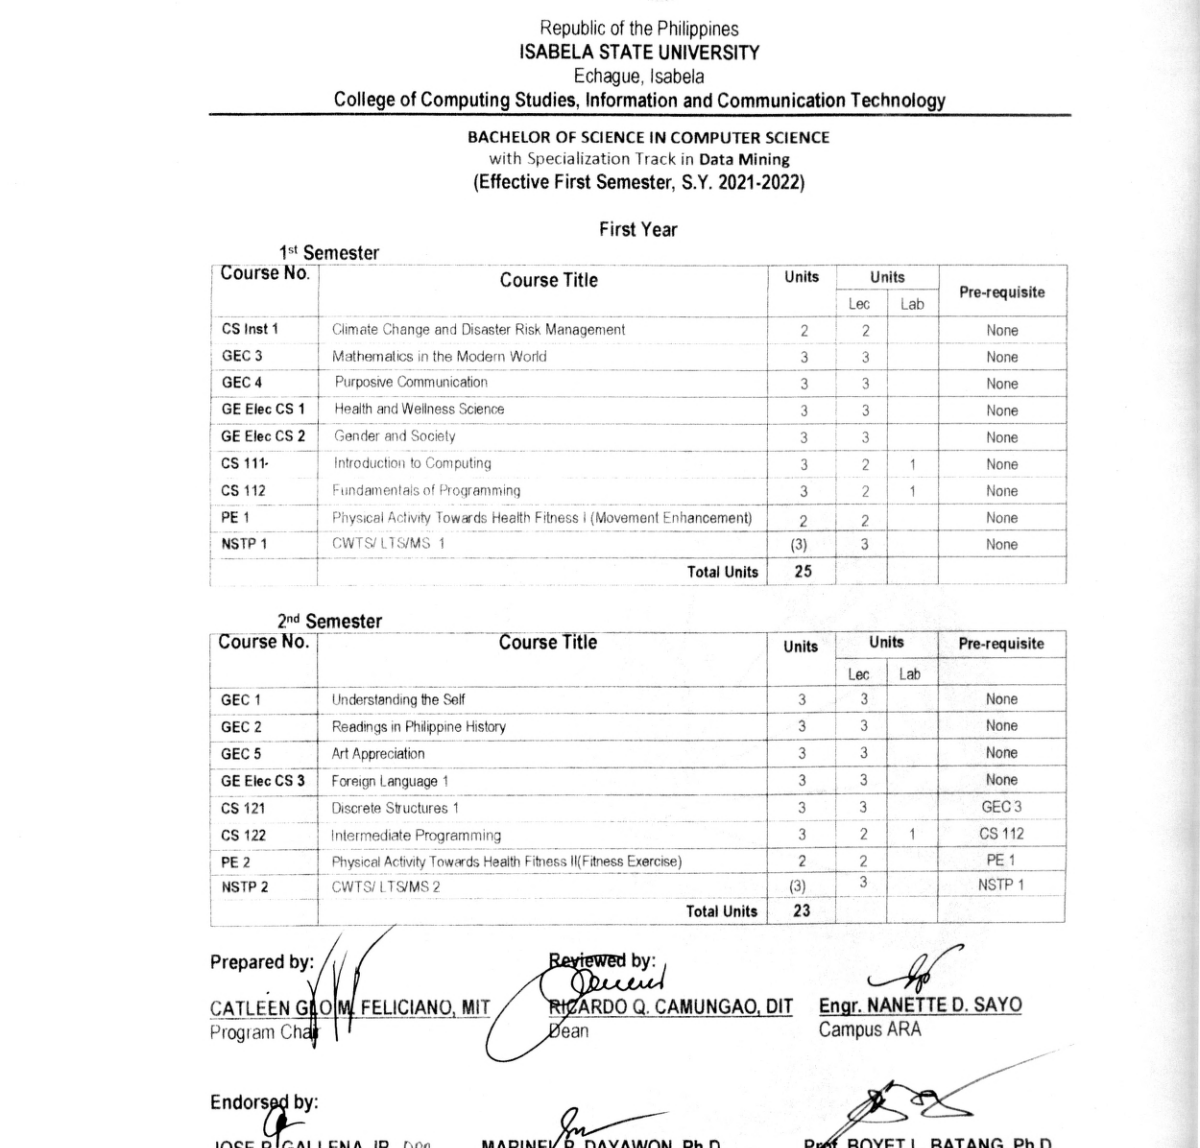 Republic of the Philippines
ISABELA STATE UNIVERSITY
Echague, Isabela
College of Computing Studies, Information and Communication Technology
BACHELOR OF SCIENCE IN COMPUTER SCIENCE
with Specialization Track in Data Mining
(Effective First Semester, S.Y. 2021-2022)
First Year
1st Semester
Course No. Course Title Units Units Pre-requisite
Lec Lab
CS Inst 1 Climate Change and Disaster Risk Management 2 2 None
GEC 3 Mathematics in the Modern World 3 3 None
GEC 4 Purposive Communication 3 3 None
GE Elec CS 1 Health and Wellness Science 3 3 None
GE Elec CS 2 Gender and Society 3 3 None
CS 111 Introduction to Computing 3 2 1 None
CS 112 Fundamentals of Programming 3 2 1 None
PE 1 Physical Activity Towards Health Fitness I (Movement Enhancement) 2 2 None
NSTP 1 CWTS/ LTS/MS 1 (3) 3 None
Total Units 25
2nd Semester
Course No. Course Title Units Units Pre-requisite
Lec Lab
GEC 1 Understanding the Self 3 3 None
GEC 2 Readings in Philippine History 3 3 None
GEC 5 Art Appreciation 3 3 None
GE Elec CS 3 Foreign Language 1 3 3 None
CS 121 Discrete Structures 1 3 3 GEC 3
CS 122 Intermediate Programming 3 2 1 CS 112
PE 2 Physical Activity Towards Health Fitness II(Fitness Exercise) 2 2 PE 1
NSTP 2 CWTS/ LTS/MS 2 (3) 3 NSTP 1
Total Units 23
Prepared by: Reviewed by:
CATLEEN GLO M. FELICIANO, MIT RICARDO Q. CAMUNGAO, DIT Engr. NANETTE D. SAYO
Program Chair Dean Campus ARA
Endorsed by:
JOSE P. GALLENA JR. MARINEL P. DAYAWON, Ph.D. Prof. BOYET L. BATANG, Ph.D.